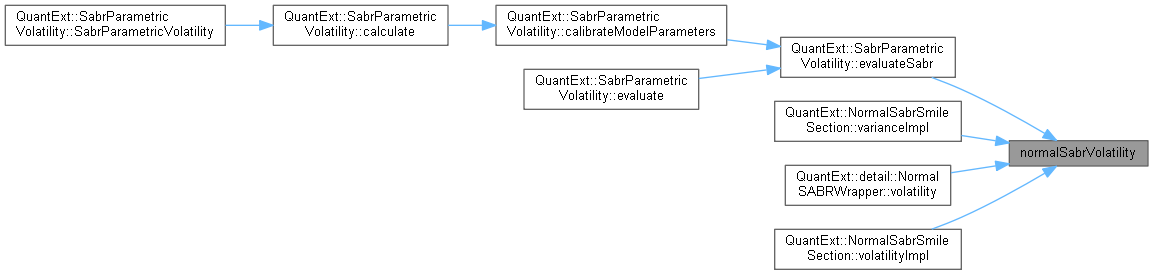 QuantExt::SabrParametric
Volatility::SabrParametricVolatility
QuantExt::SabrParametric
Volatility::calculate
QuantExt::SabrParametric
Volatility::calibrateModelParameters
QuantExt::SabrParametric
Volatility::evaluateSabr
QuantExt::SabrParametric
Volatility::evaluate
QuantExt::NormalSabrSmile
Section::varianceImpl
normalSabrVolatility
QuantExt::detail::Normal
SABRWrapper::volatility
QuantExt::NormalSabrSmile
Section::volatilityImpl